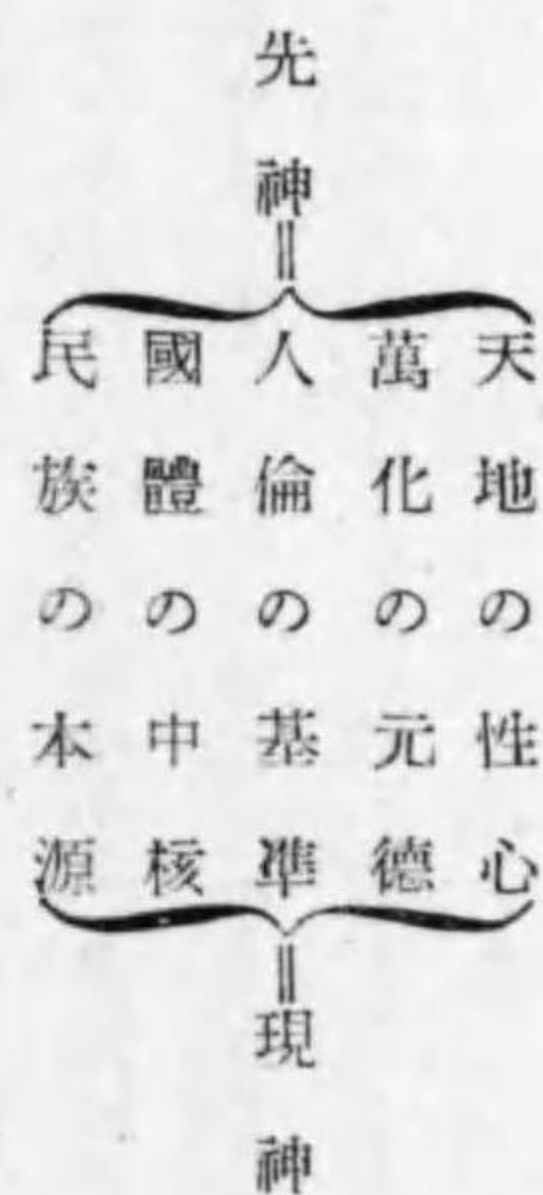 先神＝
天地の性心
萬化の元德
人倫の基準
國體の中核
民族の本源
＝現神